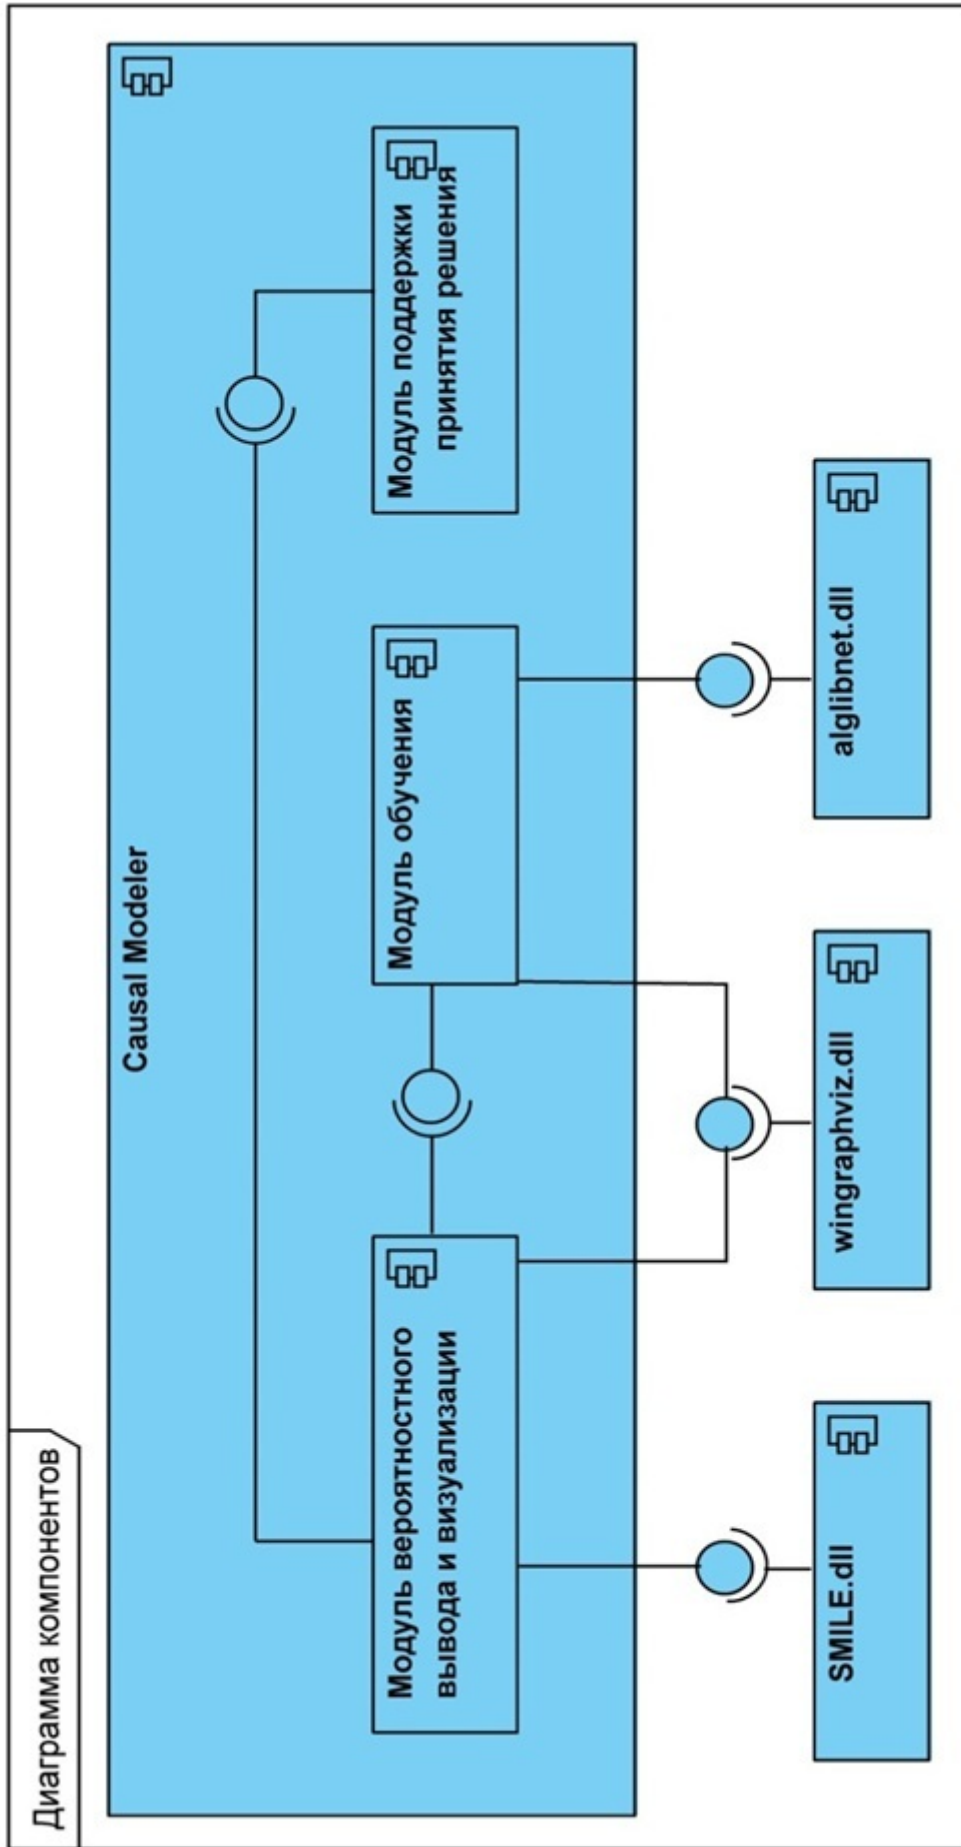 Диаграмма компонентов
Causal Modeler
Модуль вероятностного
вывода и визуализации
Модуль обучения
Модуль поддержки
принятия решения
SMILE.dll
wingraphviz.dll
alglibnet.dll